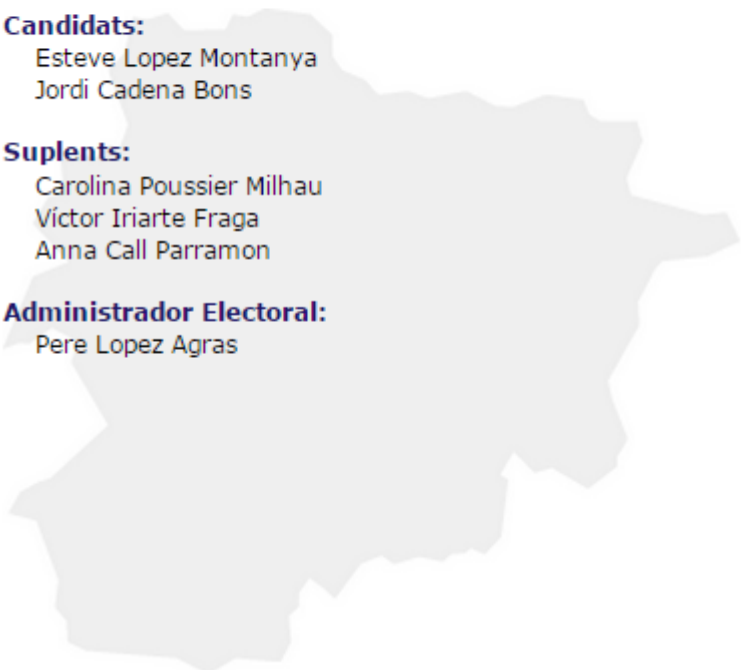 Candidats:
Esteve Lopez Montanya
Jordi Cadena Bons
Suplents:
Carolina Poussier Milhau
Víctor Iriarte Fraga
Anna Call Parramon
Administrador Electoral:
Pere Lopez Agras